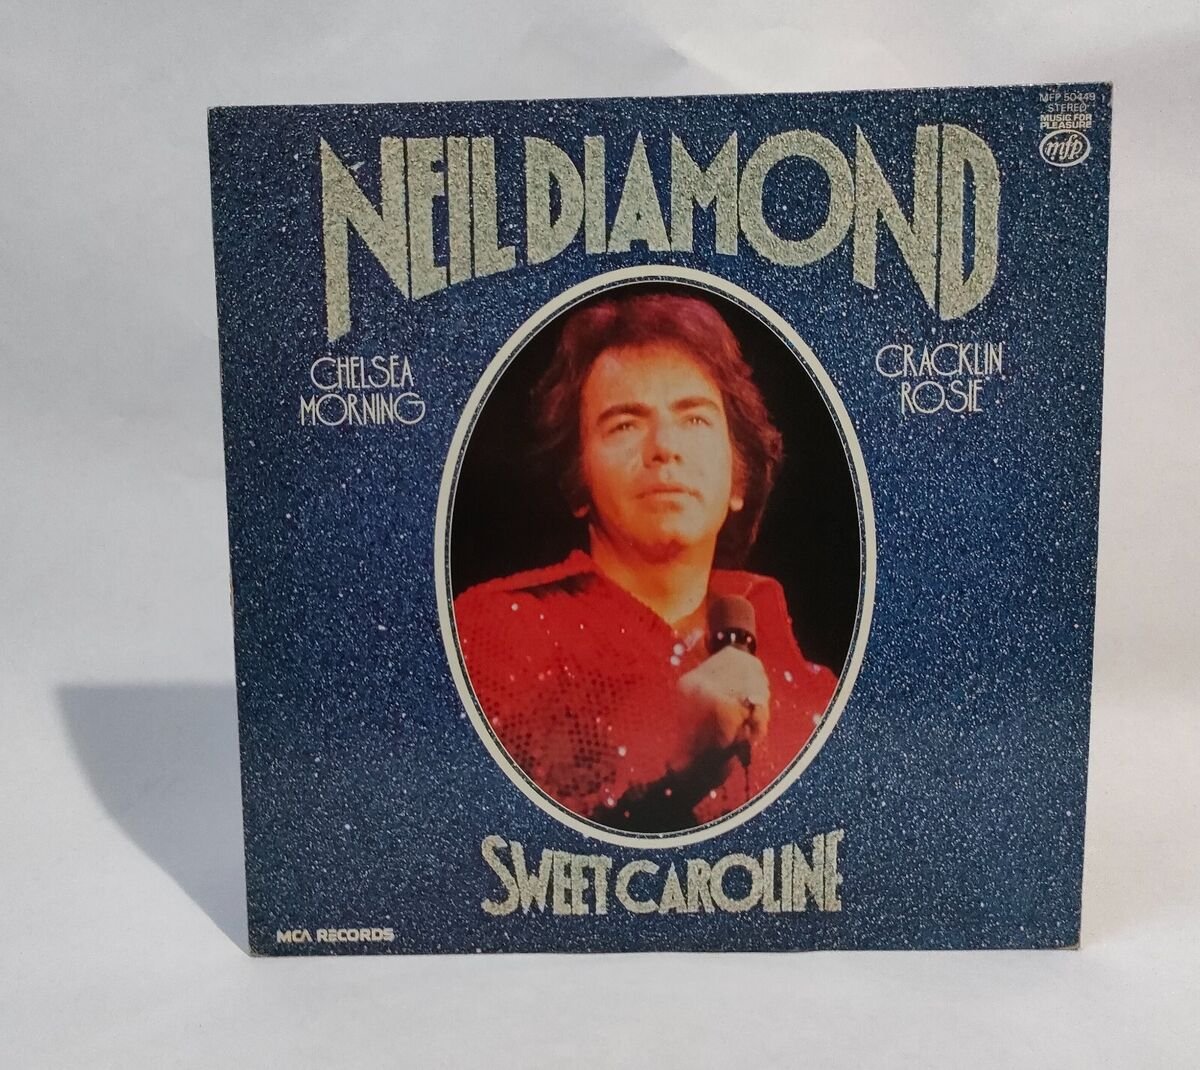 MFP 50449
STEREO
MUSIC FOR
PLEASURE
mfp
NEIL DIAMOND
CHELSEA
MORNING
CRACKLIN'
ROSIE
SWEET CAROLINE
MCA RECORDS